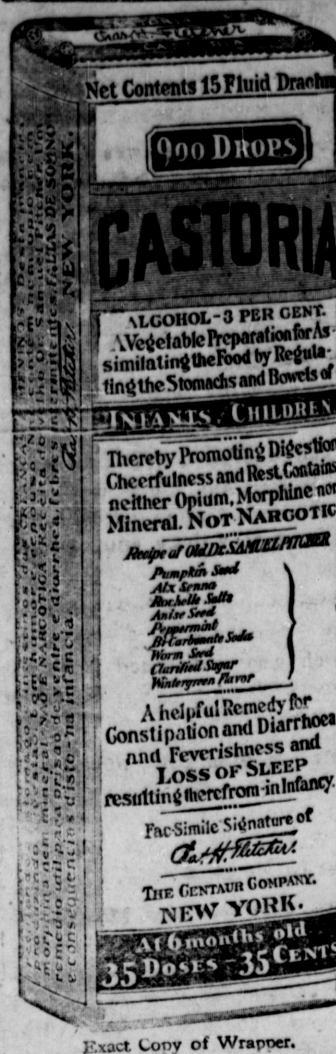 Chas. H. Fletcher
Net Contents 15 Fluid Drachm
900 DROPS
CASTORIA
ALCOHOL-3 PER CENT.
AVegetable Preparation for As-
similating the Food by Regula-
ting the Stomachs and Bowels of
INFANTS, CHILDREN
Thereby Promoting Digestion
Cheerfulness and Rest. Contains
neither Opium, Morphine nor
Mineral. NOT NARCOTIC
Recipe of Old Dr. SAMUEL PITCHER
Pumpkin Seed
Alx Senna
Rochelle Salts
Anise Seed
Peppermint
Bi Carbonate Soda
Worm Seed
Clarified Sugar
Wintergreen Flavor
A helpful Remedy for
Constipation and Diarrhoea
and Feverishness and
LOSS OF SLEEP
resulting therefrom-in Infancy.
Fac-Simile Signature of
Chas. H. Fletcher.
THE CENTAUR COMPANY.
NEW YORK.
At 6 months old
35 DOSES - 35 CENTS
Chas. H. Fletcher NEW YORK.
Exact Copy of Wrapper.